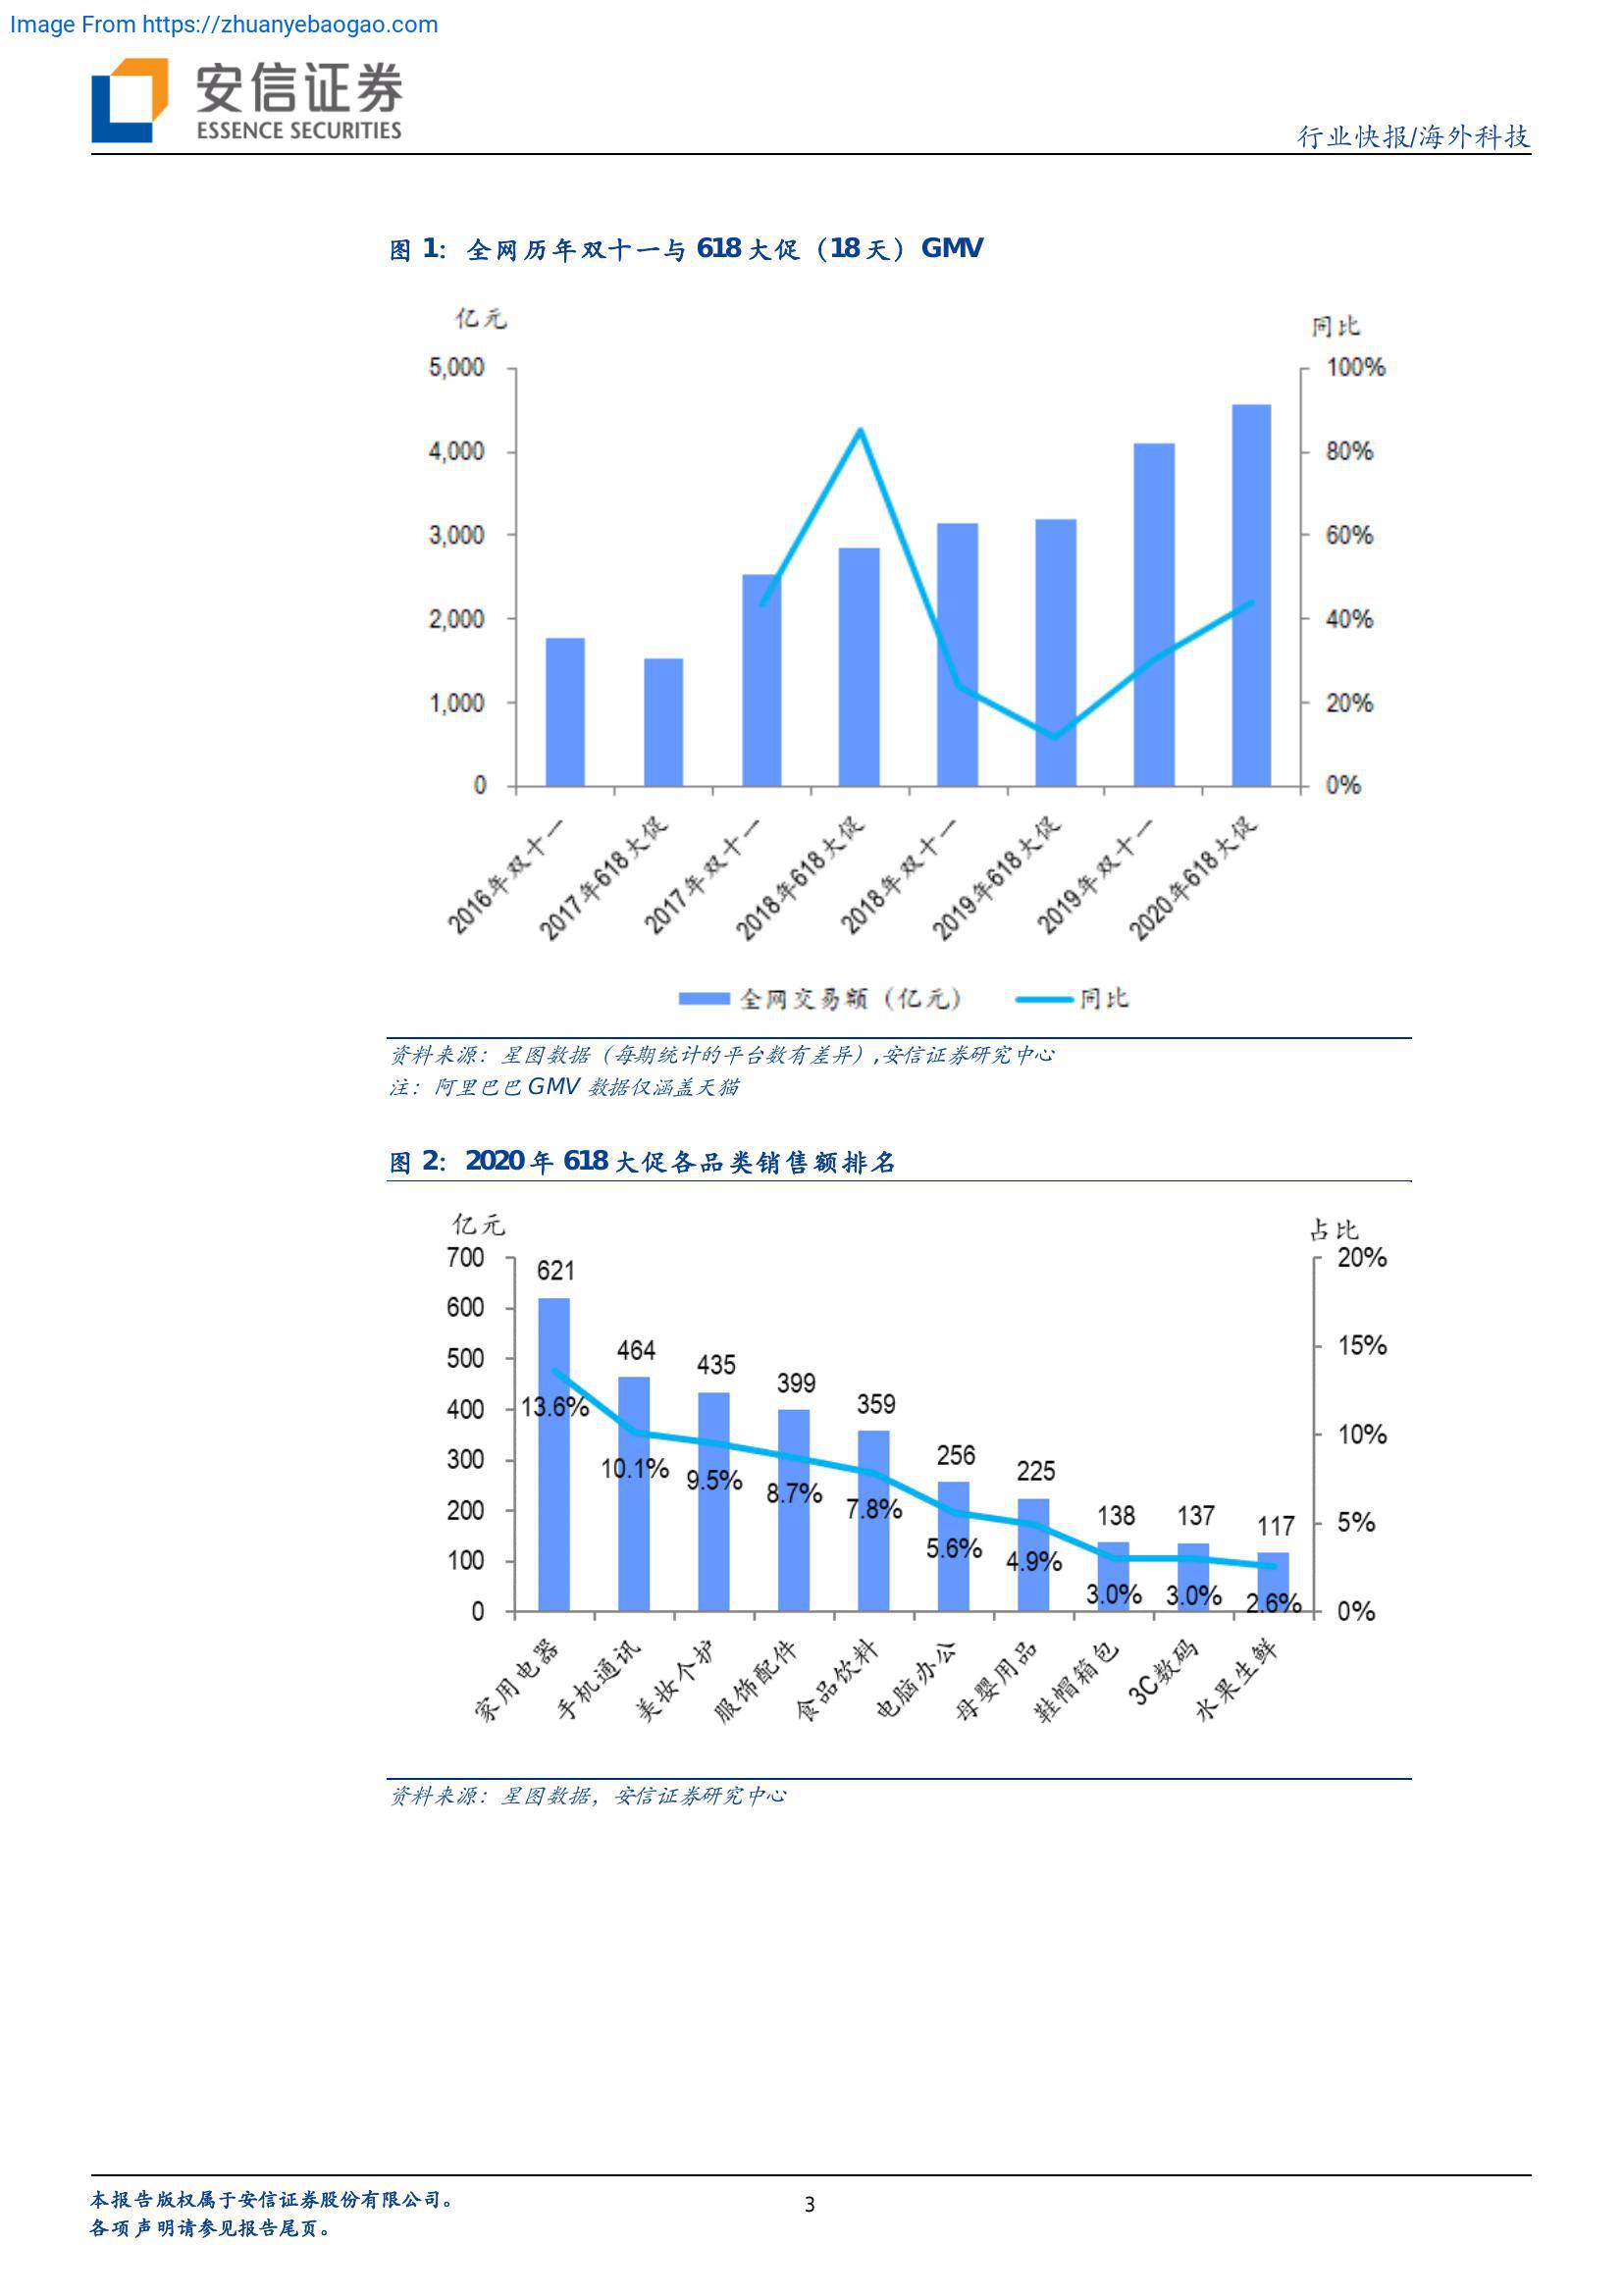 Image From https://zhuanyebaogao.com
安信证券
ESSENCE SECURITIES
行业快报/海外科技
图 1：全网历年双十一与 618 大促（18 天）GMV
亿元
同比
5,000
4,000
3,000
2,000
1,000
0
100%
80%
60%
40%
20%
0%
2016年双十一
2017年618大促
2017年双十一
2018年618大促
2018年双十一
2019年618大促
2019年双十一
2020年618大促
全网交易额（亿元）
同比
资料来源：星图数据（每期统计的平台数有差异）,安信证券研究中心
注：阿里巴巴 GMV 数据仅涵盖天猫
图 2：2020 年 618 大促各品类销售额排名
亿元
占比
700
600
500
400
300
200
100
0
621
464
435
399
359
256
225
138
137
117
13.6%
10.1%
9.5%
8.7%
7.8%
5.6%
4.9%
3.0%
3.0%
2.6%
20%
15%
10%
5%
0%
家用电器
手机通讯
美妆个护
服饰配件
食品饮料
电脑办公
母婴用品
鞋帽箱包
3C数码
水果生鲜
资料来源：星图数据，安信证券研究中心
本报告版权属于安信证券股份有限公司。
各项声明请参见报告尾页。
3